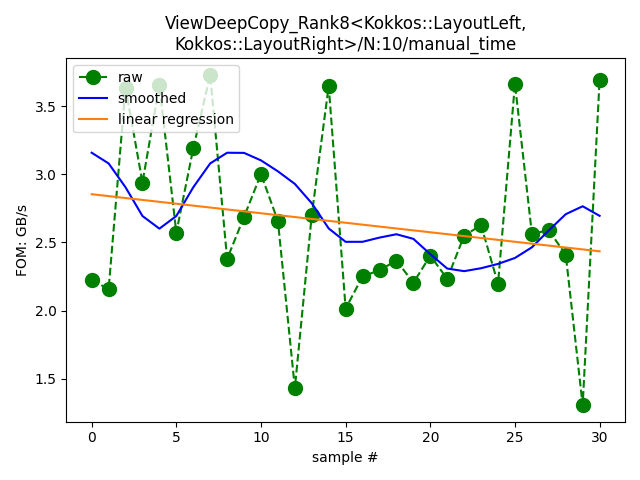 ViewDeepCopy_Rank8<Kokkos::LayoutLeft,
Kokkos::LayoutRight>/N:10/manual_time
raw
smoothed
linear regression
FOM: GB/s
3.5
3.0
2.5
2.0
1.5
0
5
10
15
20
25
30
sample #